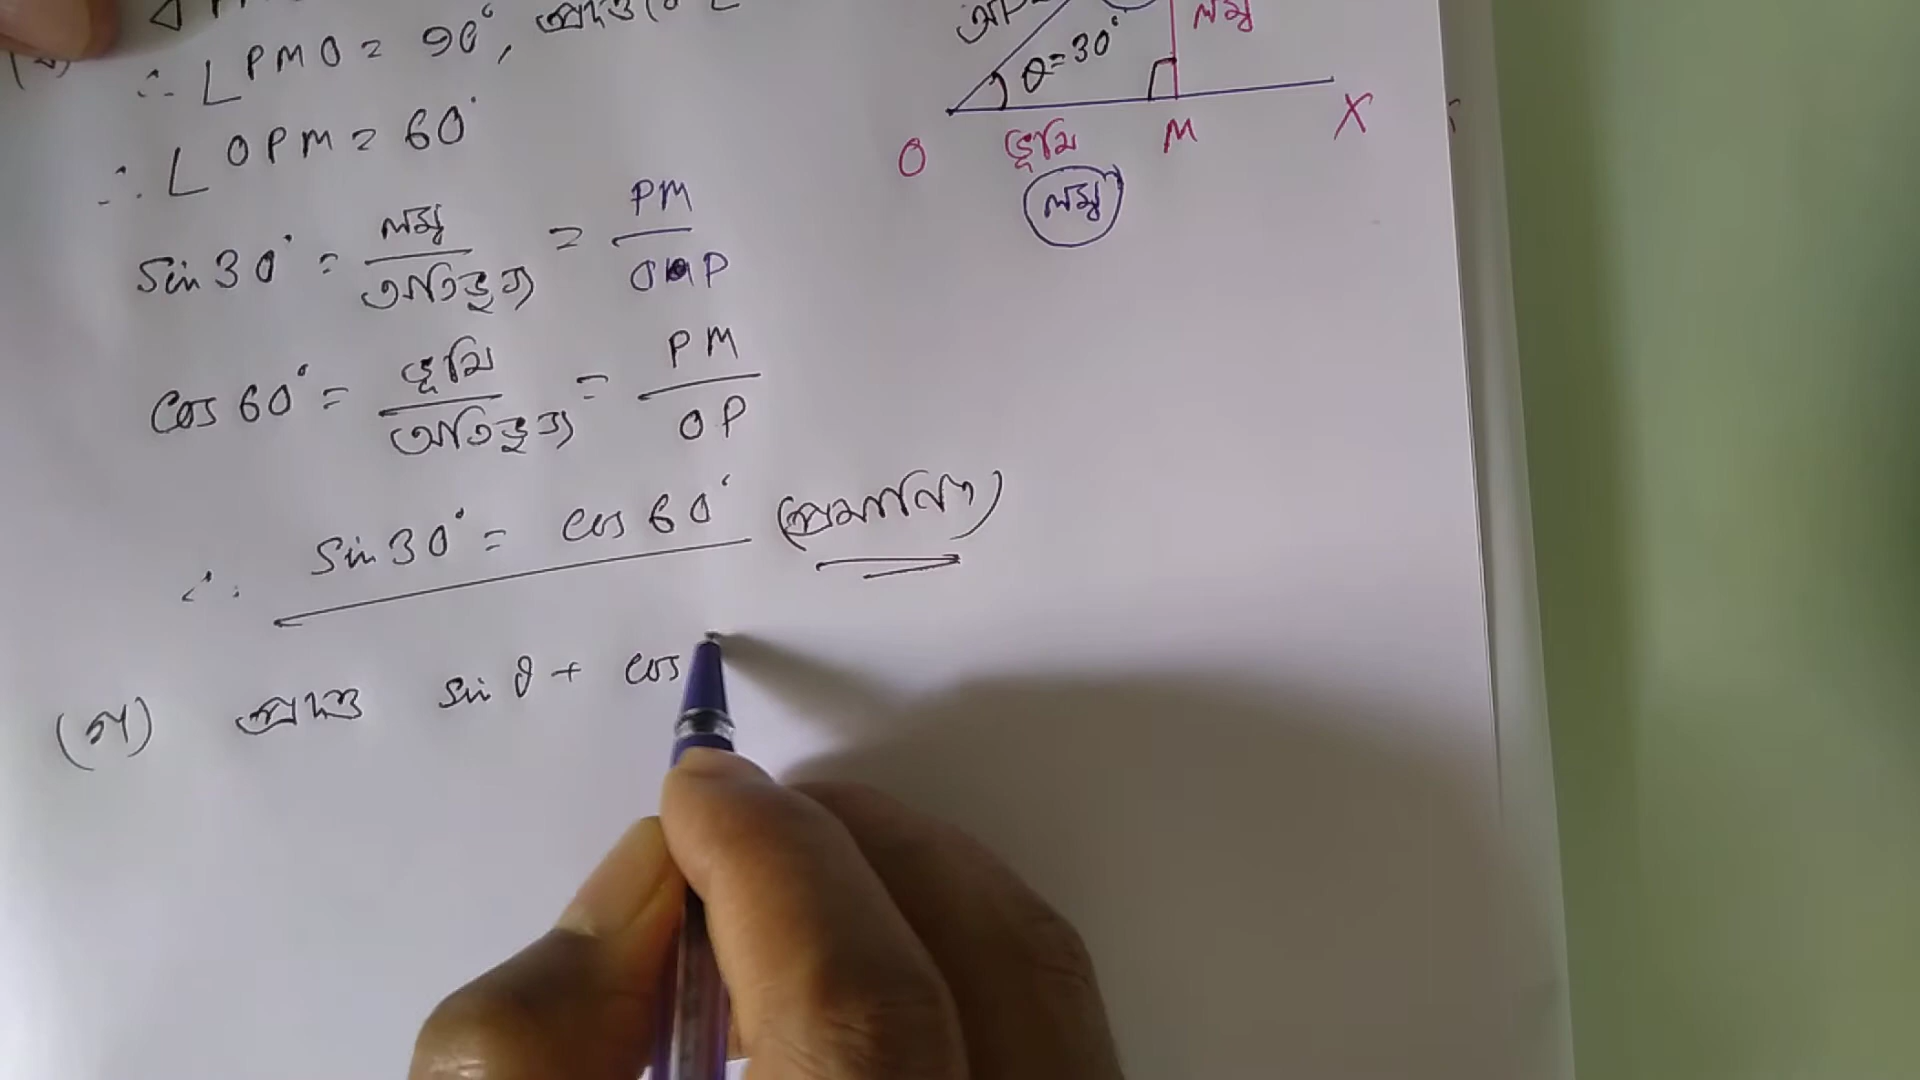 ∴ ∠PMO = 90°,
∴ ∠OPM = 60°
sin 30° = লম্ব / অতিভুজ = PM / OP
cos 60° = ভূমি / অতিভুজ = PM / OP
∴ sin 30° = cos 60° (প্রমাণিত)
(গ) প্রদত্ত sin θ + cos
লম্ব
θ = 30°
O ভূমি M X
লম্ব